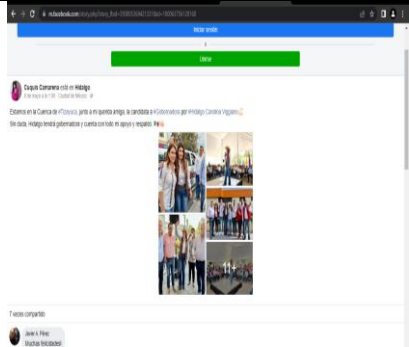 Iniciar sesión
o
Unirse
Cuquis Camarena está en Hidalgo
Estamos en la Cuenca de #Tizayuca, junto a mi querida amiga, la candidata a #Gobernadora por #Hidalgo Carolina Viggiano
Sin duda, Hidalgo tendrá gobernadora y cuenta con todo mi apoyo y respaldo.
7 veces compartido
Javier A. Pérez
Muchas felicidades!